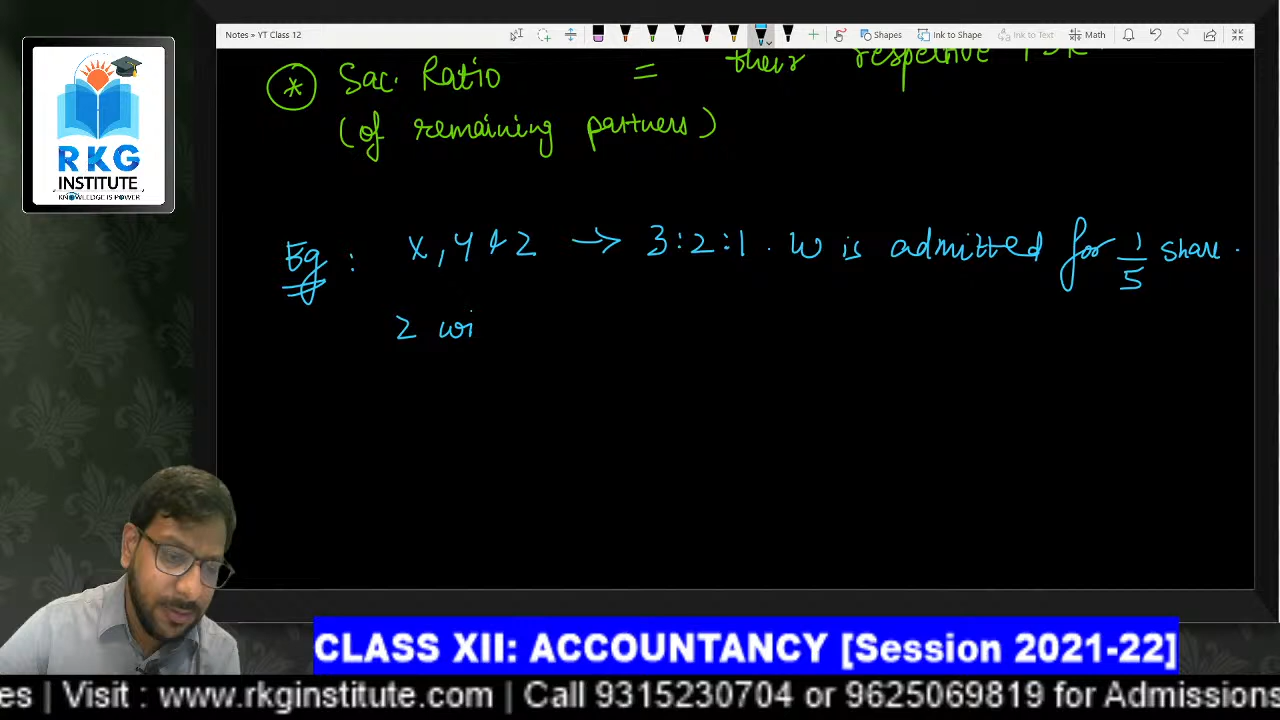 Notes » YT Class 12
Shapes
Ink to Shape
Ink to Text
Math
their respective PSR
* Sac. Ratio =
(of remaining partners)
RKG
INSTITUTE
KNOWLEDGE IS POWER
Eg : X, Y & Z → 3:2:1. W is admitted for 1/5 share.
Z wi
CLASS XII: ACCOUNTANCY [Session 2021-22]
es | Visit : www.rkginstitute.com | Call 9315230704 or 9625069819 for Admissions